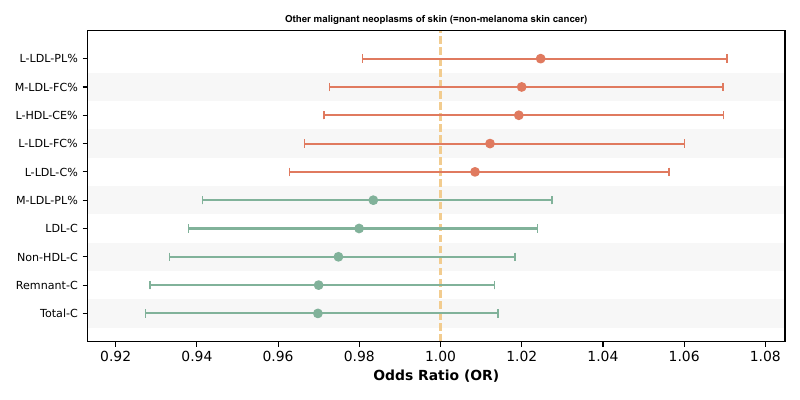 Other malignant neoplasms of skin (=non-melanoma skin cancer)
L-LDL-PL%
M-LDL-FC%
L-HDL-CE%
L-LDL-FC%
L-LDL-C%
M-LDL-PL%
LDL-C
Non-HDL-C
Remnant-C
Total-C
0.92 0.94 0.96 0.98 1.00 1.02 1.04 1.06 1.08
Odds Ratio (OR)